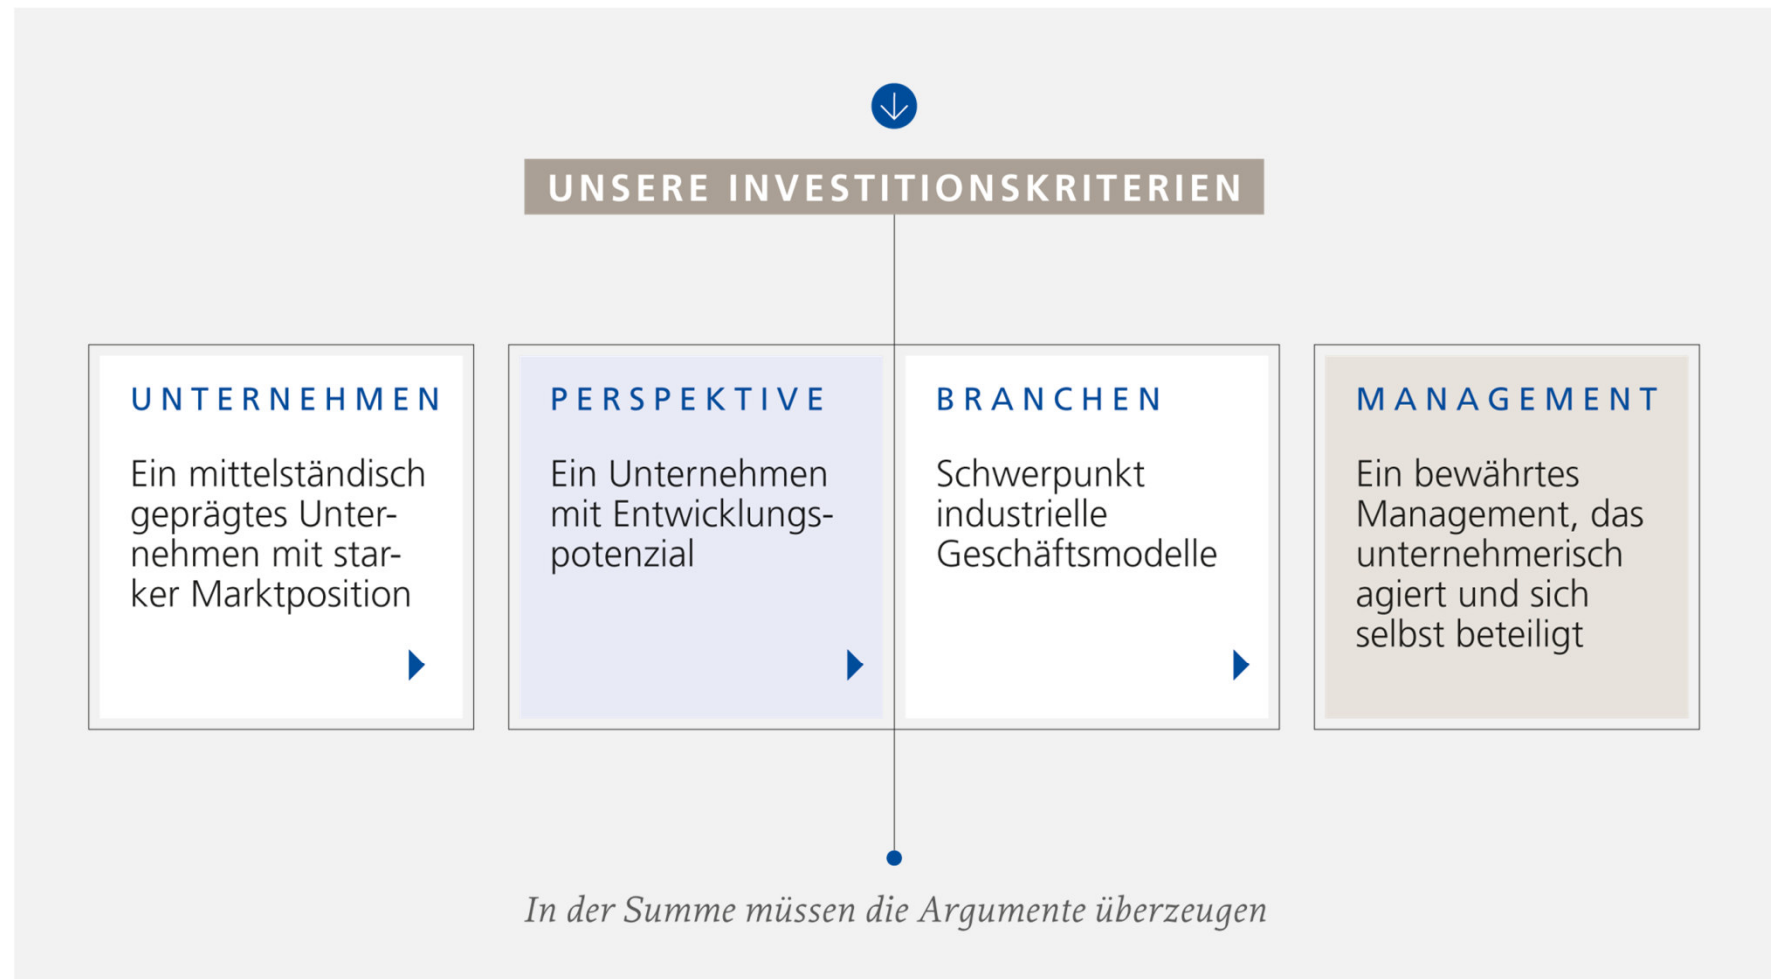 UNSERE INVESTITIONSKRITERIEN
UNTERNEHMEN
Ein mittelständisch
geprägtes Unter-
nehmen mit star-
ker Marktposition
PERSPEKTIVE
Ein Unternehmen
mit Entwicklungs-
potenzial
BRANCHEN
Schwerpunkt
industrielle
Geschäftsmodelle
MANAGEMENT
Ein bewährtes
Management, das
unternehmerisch
agiert und sich
selbst beteiligt
In der Summe müssen die Argumente überzeugen